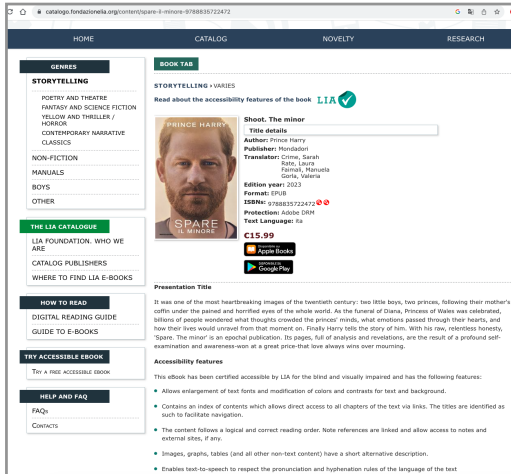 catalogo.fondazionelia.org/content/spare-il-minore-9788835722472
HOME
CATALOG
NOVELTY
RESEARCH
GENRES
STORYTELLING
POETRY AND THEATRE
FANTASY AND SCIENCE FICTION
YELLOW AND THRILLER /
HORROR
CONTEMPORARY NARRATIVE
CLASSICS
NON-FICTION
MANUALS
BOYS
OTHER
THE LIA CATALOGUE
LIA FOUNDATION. WHO WE
ARE
CATALOG PUBLISHERS
WHERE TO FIND LIA E-BOOKS
HOW TO READ
DIGITAL READING GUIDE
GUIDE TO E-BOOKS
TRY ACCESSIBLE EBOOK
TRY A FREE ACCESSIBLE EBOOK
HELP AND FAQ
FAQs
CONTACTS
BOOK TAB
STORYTELLING › VARIES
Read about the accessibility features of the book LIA
PRINCE HARRY
SPARE
IL MINORE
Shoot. The minor
Title details
Author: Prince Harry
Publisher: Mondadori
Translator: Crime, Sarah
Rate, Laura
Faimali, Manuela
Gorla, Valeria
Edition year: 2023
Format: EPUB
ISBNs: 9788835722472
Protection: Adobe DRM
Text Language: ita
€15.99
Apple Books
DISPONIBILE SU
Google Play
Presentation Title
It was one of the most heartbreaking images of the twentieth century: two little boys, two princes, following their mother's
coffin under the pained and horrified eyes of the whole world. As the funeral of Diana, Princes of Wales was celebrated,
billions of people wondered what thoughts crowded the princes' minds, what emotions passed through their hearts, and
how their lives would unravel from that moment on. Finally Harry tells the story of him. With his raw, relentless honesty,
'Spare. The minor' is an epochal publication. Its pages, full of analysis and revelations, are the result of a profound self-
examination and awareness-won at a great price-that love always wins over mourning.
Accessibility features
This eBook has been certified accessible by LIA for the blind and visually impaired and has the following features:
Allows enlargement of text fonts and modification of colors and contrasts for text and background.
Contains an index of contents which allows direct access to all chapters of the text via links. The titles are identified as
such to facilitate navigation.
The content follows a logical and correct reading order. Note references are linked and allow access to notes and
external sites, if any.
Images, graphs, tables (and all other non-text content) have a short alternative description.
Enables text-to-speech to respect the pronunciation and hyphenation rules of the language of the text